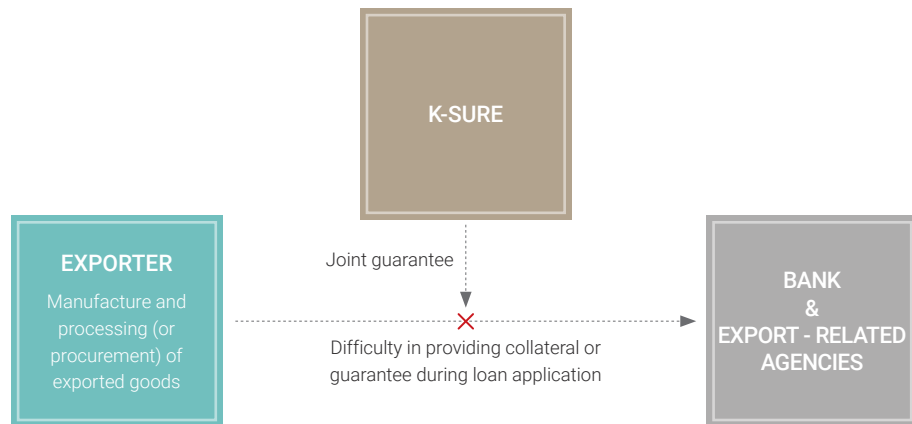 K-SURE
Joint guarantee
EXPORTER
Manufacture and
processing (or
procurement) of
exported goods
Difficulty in providing collateral or
guarantee during loan application
BANK
&
EXPORT - RELATED
AGENCIES